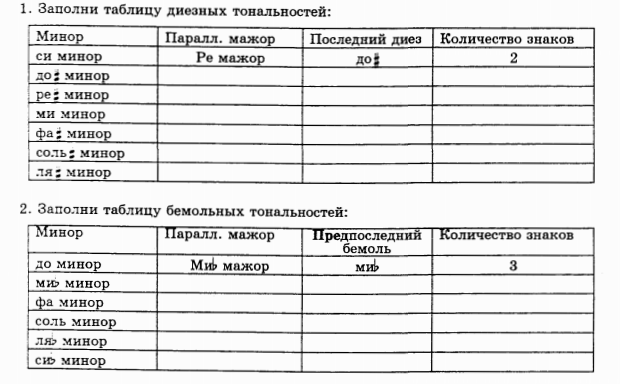 1. Заполни таблицу диезных тональностей:
Минор Паралл. мажор Последний диез Количество знаков
си минор Ре мажор до♯ 2
до♯ минор
ре♯ минор
ми минор
фа♯ минор
соль♯ минор
ля♯ минор
2. Заполни таблицу бемольных тональностей:
Минор Паралл. мажор Предпоследний бемоль Количество знаков
до минор Ми♭ мажор ми♭ 3
ми♭ минор
фа минор
соль минор
ля♭ минор
си♭ минор